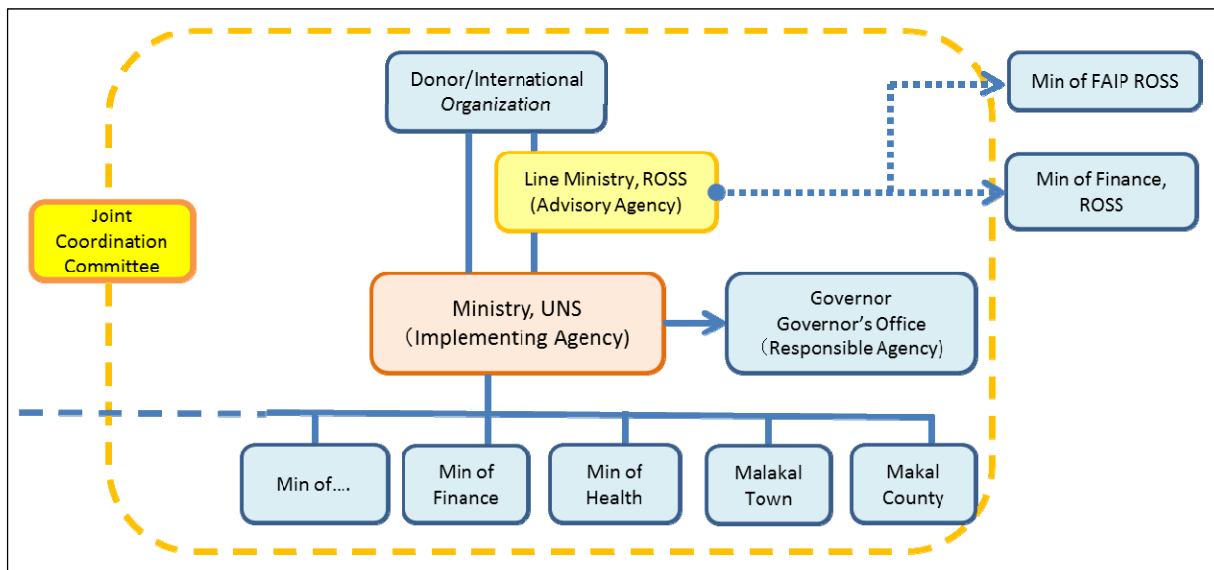 Donor/International
Organization
Min of FAIP ROSS
Line Ministry, ROSS
(Advisory Agency)
Min of Finance,
ROSS
Joint
Coordination
Committee
Ministry, UNS
（Implementing Agency）
Governor
Governor’s Office
（Responsible Agency）
Min of....
Min of
Finance
Min of
Health
Malakal
Town
Makal
County